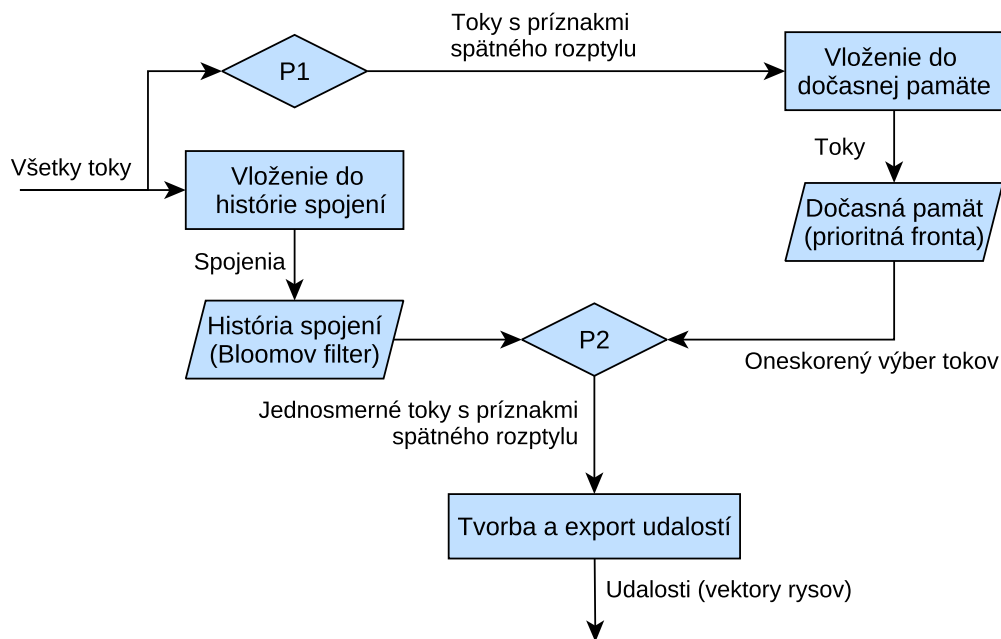 Toky s príznakmi
spätného rozptylu
P1
Vloženie do
dočasnej pamäte
Všetky toky
Toky
Vloženie do
histórie spojení
Dočasná pamät
(prioritná fronta)
Spojenia
História spojení
(Bloomov filter)
P2
Oneskorený výber tokov
Jednosmerné toky s príznakmi
spätného rozptylu
Tvorba a export udalostí
Udalosti (vektory rysov)